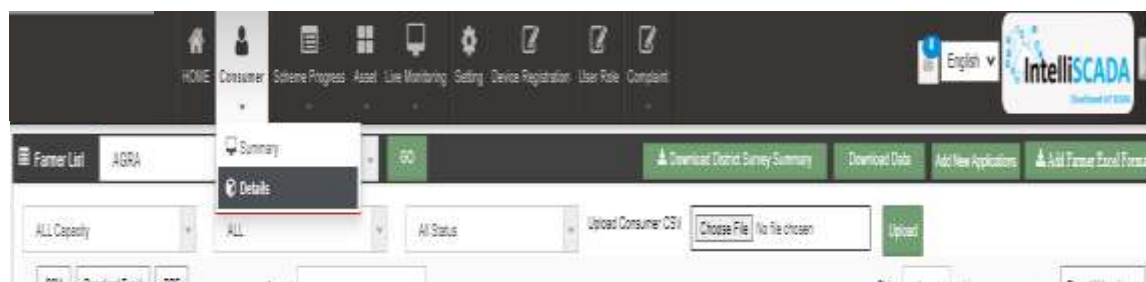 HOME Consumer Scheme Progress Asset Live Monitoring Setting Device Registration User Role Complaint
English
IntelliSCADA
Summary
Details
Farmer List AGRA GO Download District Survey Summary Download Data Add New Applications Add Farmer Excel Forma
ALL Capacity ALL All Status Upload Consumer CSV Choose File No file chosen Upload